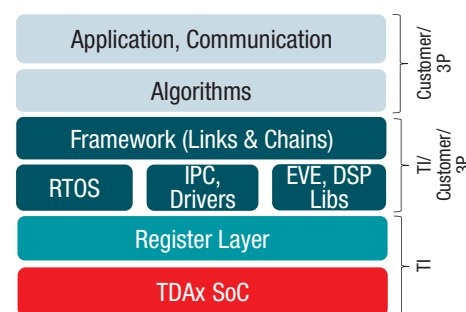 Application, Communication
Algorithms
Customer/
3P
Framework (Links & Chains)
RTOS
IPC,
Drivers
EVE, DSP
Libs
TI/
Customer/
3P
Register Layer
TDAx SoC
TI